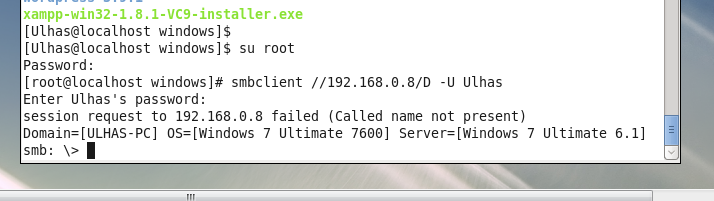 xampp-win32-1.8.1-VC9-installer.exe
[Ulhas@localhost windows]$
[Ulhas@localhost windows]$ su root
Password:
[root@localhost windows]# smbclient //192.168.0.8/D -U Ulhas
Enter Ulhas's password:
session request to 192.168.0.8 failed (Called name not present)
Domain=[ULHAS-PC] OS=[Windows 7 Ultimate 7600] Server=[Windows 7 Ultimate 6.1]
smb: \>